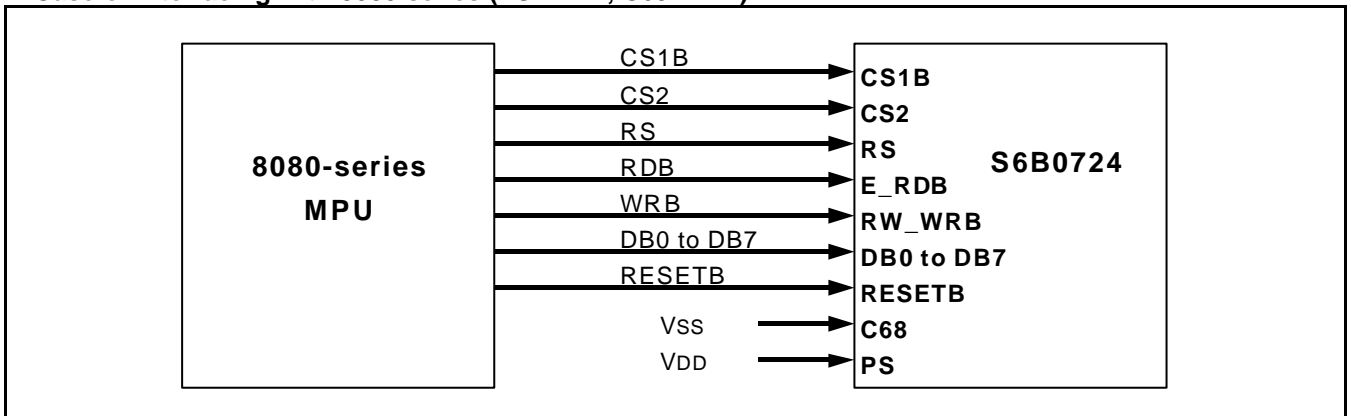 CS1B
CS2
RS
RDB
WRB
DB0 to DB7
RESETB
VSS
VDD
8080-series
MPU
CS1B
CS2
RS
E_RDB
RW_WRB
DB0 to DB7
RESETB
C68
PS
S6B0724